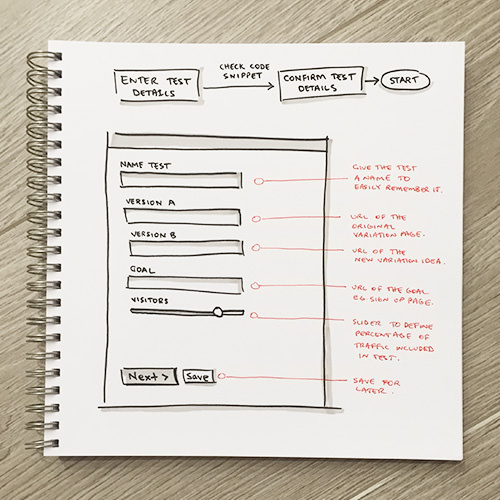 ENTER TEST
DETAILS
CHECK CODE
SNIPPET
CONFIRM TEST
DETAILS
START
NAME TEST
GIVE THE TEST
A NAME TO
EASILY REMEMBER IT.
VERSION A
URL OF THE
ORIGINAL
VARIATION PAGE.
VERSION B
URL OF THE
NEW VARIATION IDEA.
GOAL
URL OF THE GOAL
EG SIGN UP PAGE.
VISITORS
SLIDER TO DEFINE
PERCENTAGE OF
TRAFFIC INCLUDED
IN TEST.
Next >
Save
SAVE FOR
LATER.